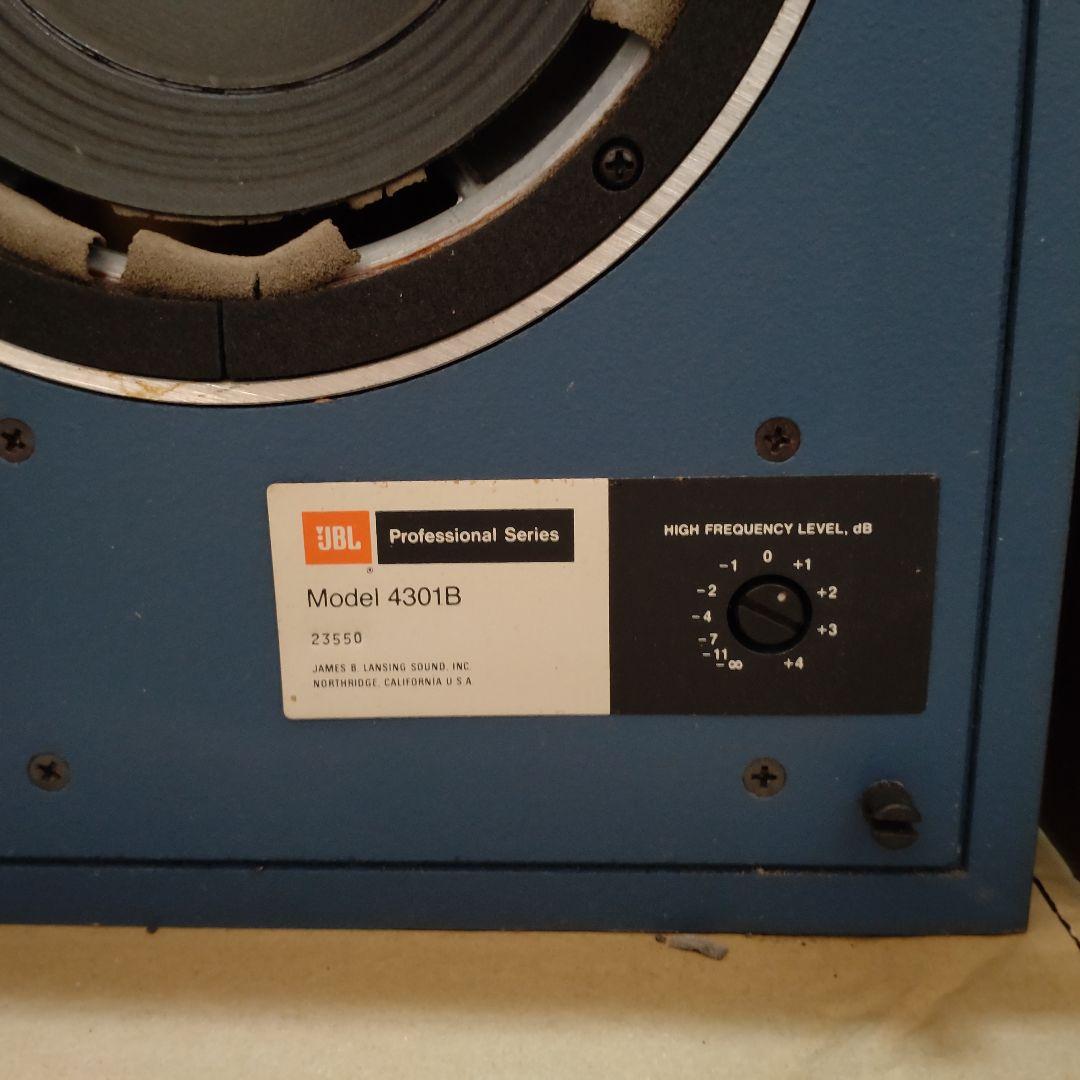 JBL Professional Series
®
Model 4301B
23550
JAMES B. LANSING SOUND, INC.
NORTHRIDGE, CALIFORNIA U S A
HIGH FREQUENCY LEVEL, dB
0
-1 +1
-2 +2
-4 +3
-7
-11
-∞ +4